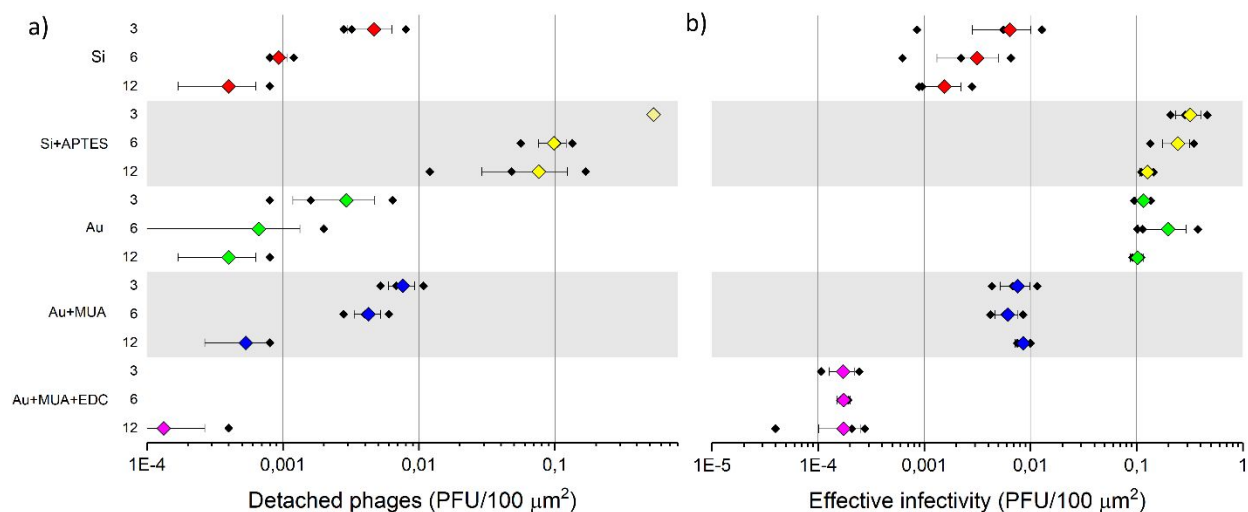 a)
Si
3
6
12
Si+APTES
3
6
12
Au
3
6
12
Au+MUA
3
6
12
Au+MUA+EDC
3
6
12
1E-4 0,001 0,01 0,1
Detached phages (PFU/100 µm²)
b)
1E-5 1E-4 0,001 0,01 0,1 1
Effective infectivity (PFU/100 µm²)